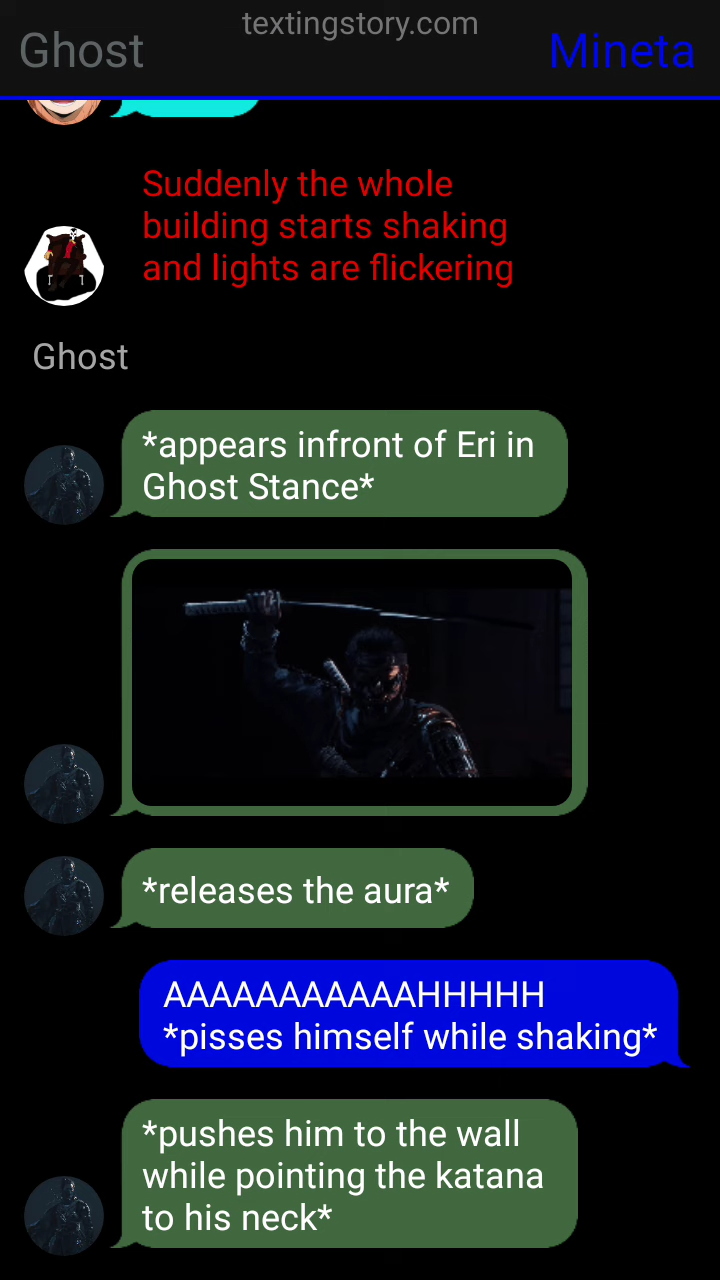 textingstory.com
Ghost
Mineta
Suddenly the whole
building starts shaking
and lights are flickering
Ghost
*appears infront of Eri in
Ghost Stance*
*releases the aura*
AAAAAAAAAAAHHHHH
*pisses himself while shaking*
*pushes him to the wall
while pointing the katana
to his neck*